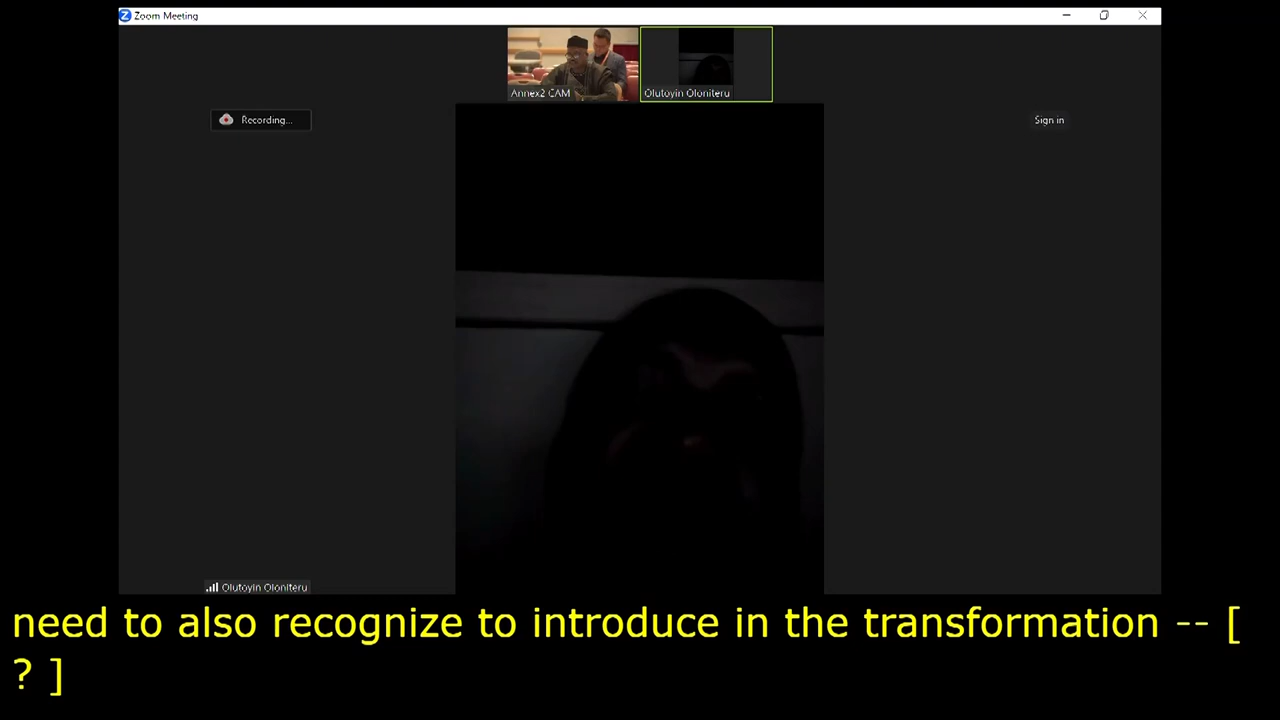 Zoom Meeting
Annex2 CAM
Olutoyin Oloniteru
Recording...
Sign in
Olutoyin Oloniteru
need to also recognize to introduce in the transformation -- [
? ]